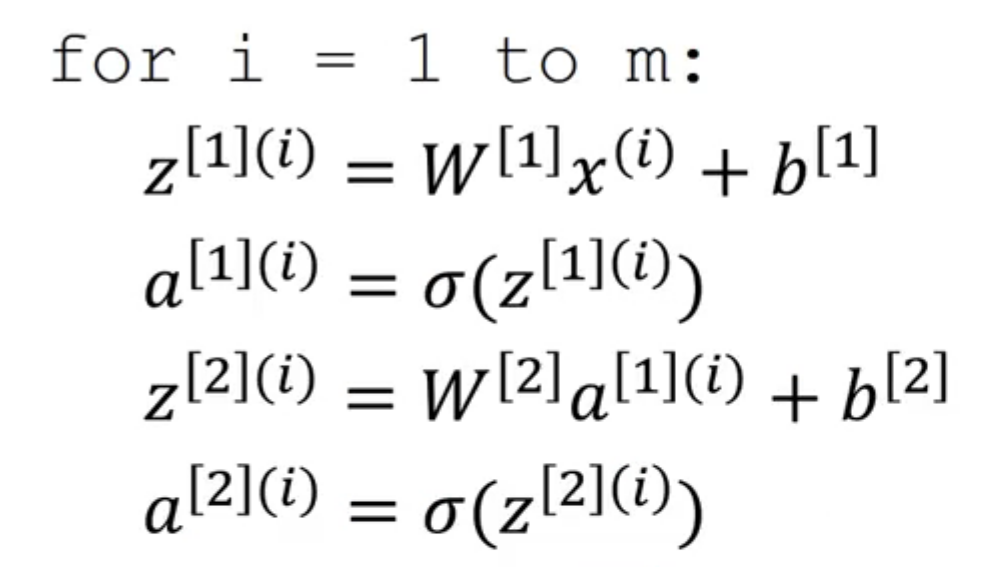 for i = 1 to m:
z^{[1](i)} = W^{[1]}x^{(i)} + b^{[1]}
a^{[1](i)} = σ(z^{[1](i)})
z^{[2](i)} = W^{[2]}a^{[1](i)} + b^{[2]}
a^{[2](i)} = σ(z^{[2](i)})